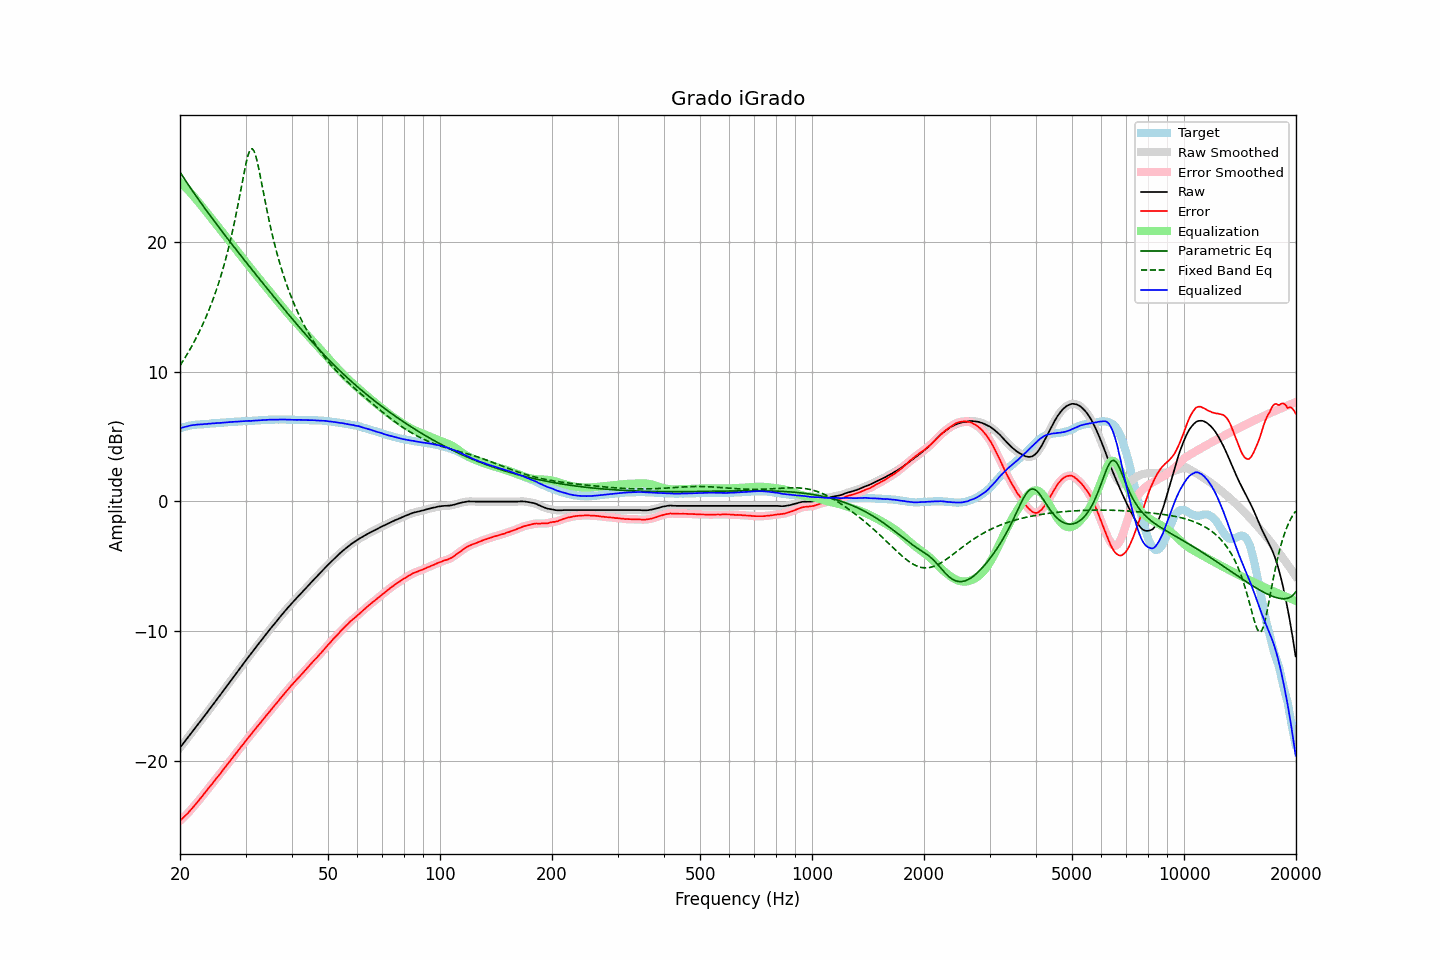 Grado iGrado
Target
Raw Smoothed
Error Smoothed
Raw
Error
Equalization
Parametric Eq
Fixed Band Eq
Equalized
20
10
0
−10
−20
Amplitude (dBr)
20 50 100 200 500 1000 2000 5000 10000 20000
Frequency (Hz)